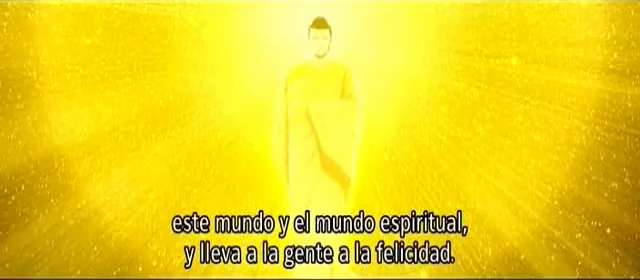 este mundo y el mundo espiritual,
y lleva a la gente a la felicidad.